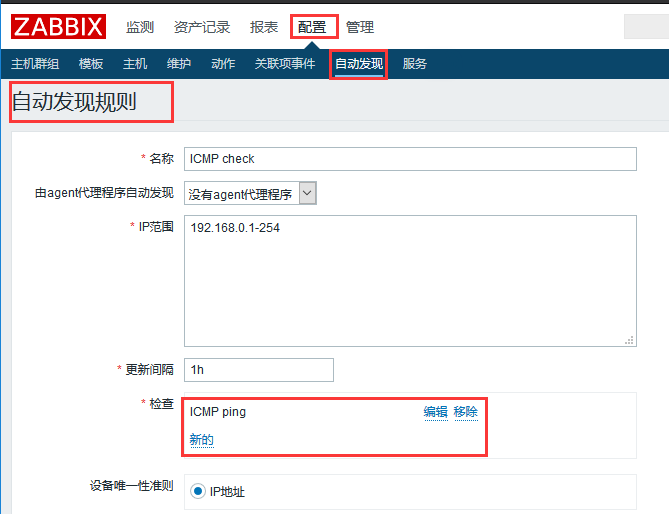 ZABBIX 监测 资产记录 报表 配置 管理
主机群组 模板 主机 维护 动作 关联项事件 自动发现 服务
自动发现规则
* 名称 ICMP check
由agent代理程序自动发现 没有agent代理程序
* IP范围 192.168.0.1-254
* 更新间隔 1h
* 检查 ICMP ping 编辑 移除
新的
设备唯一性准则 IP地址